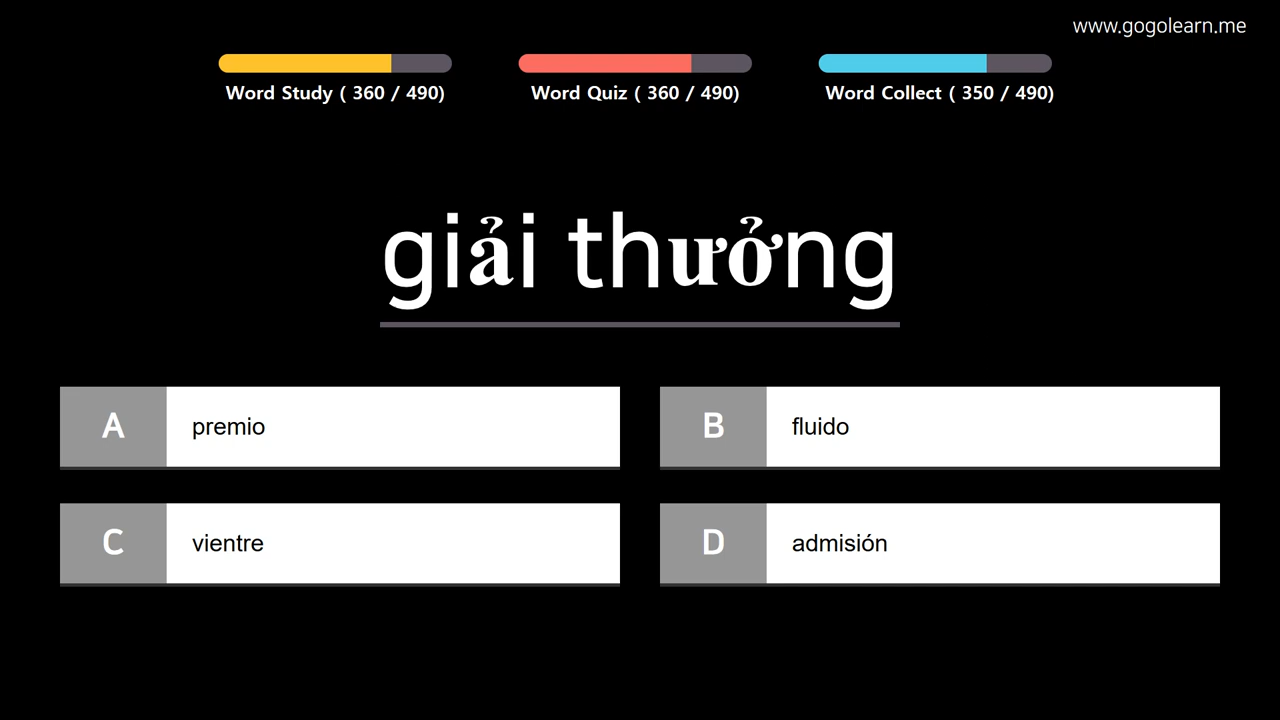 www.gogolearn.me
Word Study ( 360 / 490)
Word Quiz ( 360 / 490)
Word Collect ( 350 / 490)
giải thưởng
A premio
B fluido
C vientre
D admisión